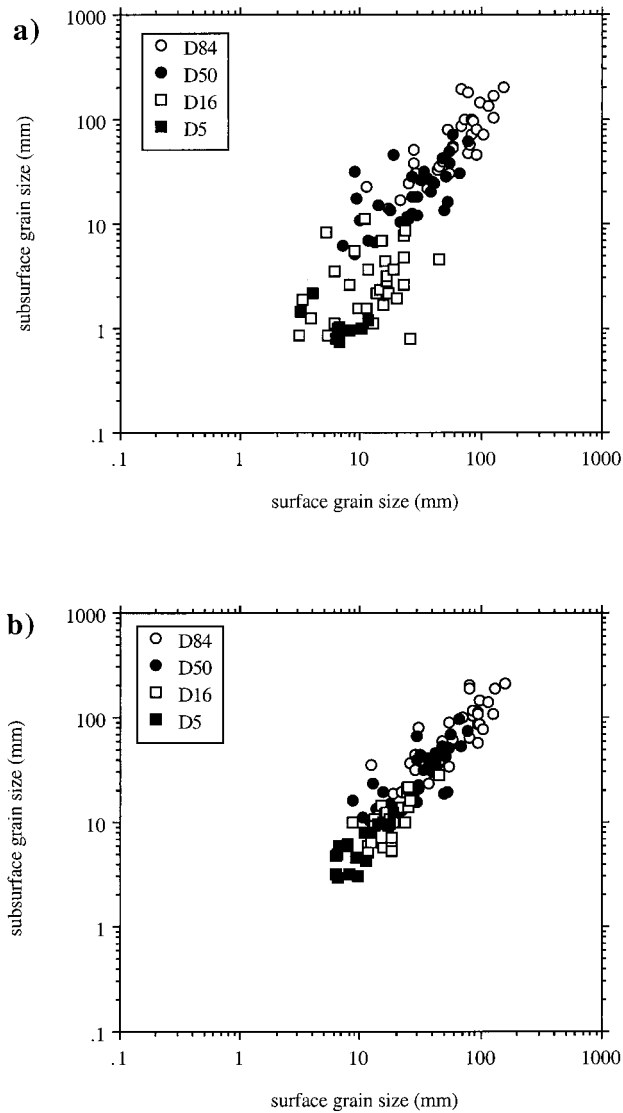 a)
1000
100
10
1
.1
subsurface grain size (mm)
D84
D50
D16
D5
.1
1
10
100
1000
surface grain size (mm)
b)
1000
100
10
1
.1
subsurface grain size (mm)
D84
D50
D16
D5
.1
1
10
100
1000
surface grain size (mm)